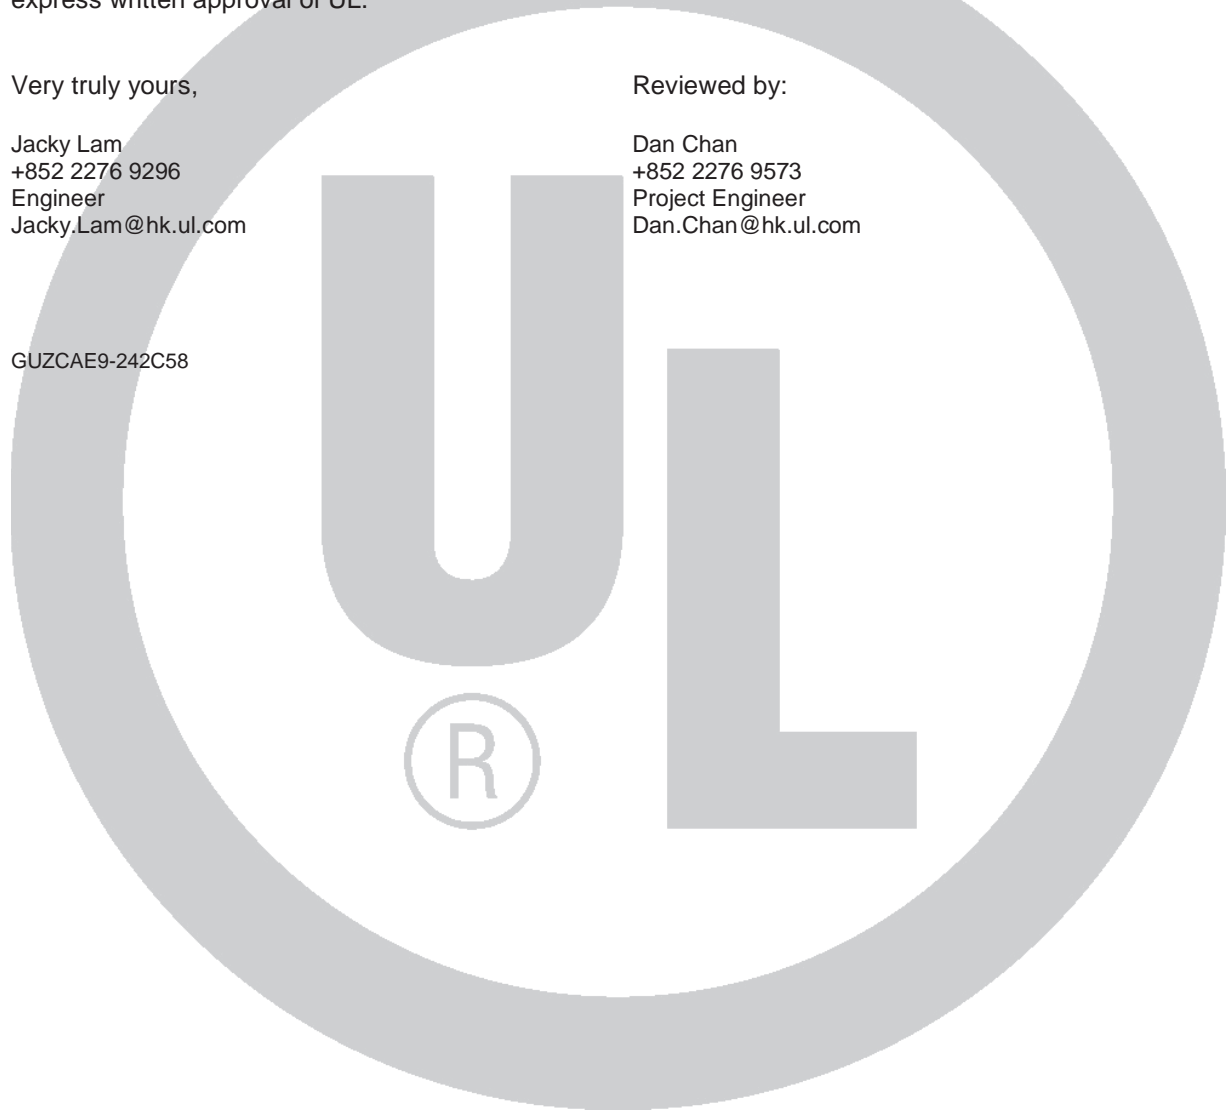 express written approval of UL.
Very truly yours,
Reviewed by:
Jacky Lam
+852 2276 9296
Engineer
Jacky.Lam@hk.ul.com
Dan Chan
+852 2276 9573
Project Engineer
Dan.Chan@hk.ul.com
GUZCAE9-242C58
UL
®